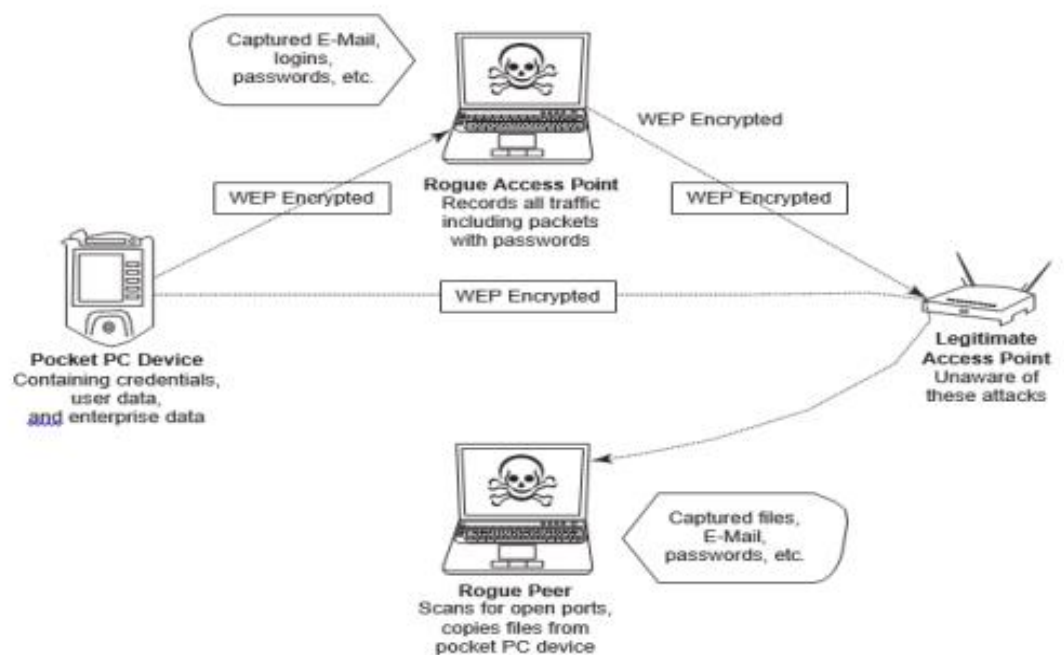 Captured E-Mail,
logins,
passwords, etc.
WEP Encrypted
WEP Encrypted
Rogue Access Point
Records all traffic
including packets
with passwords
WEP Encrypted
WEP Encrypted
Pocket PC Device
Containing credentials,
user data,
and enterprise data
Legitimate
Access Point
Unaware of
these attacks
Captured files,
E-Mail,
passwords, etc.
Rogue Peer
Scans for open ports,
copies files from
pocket PC device